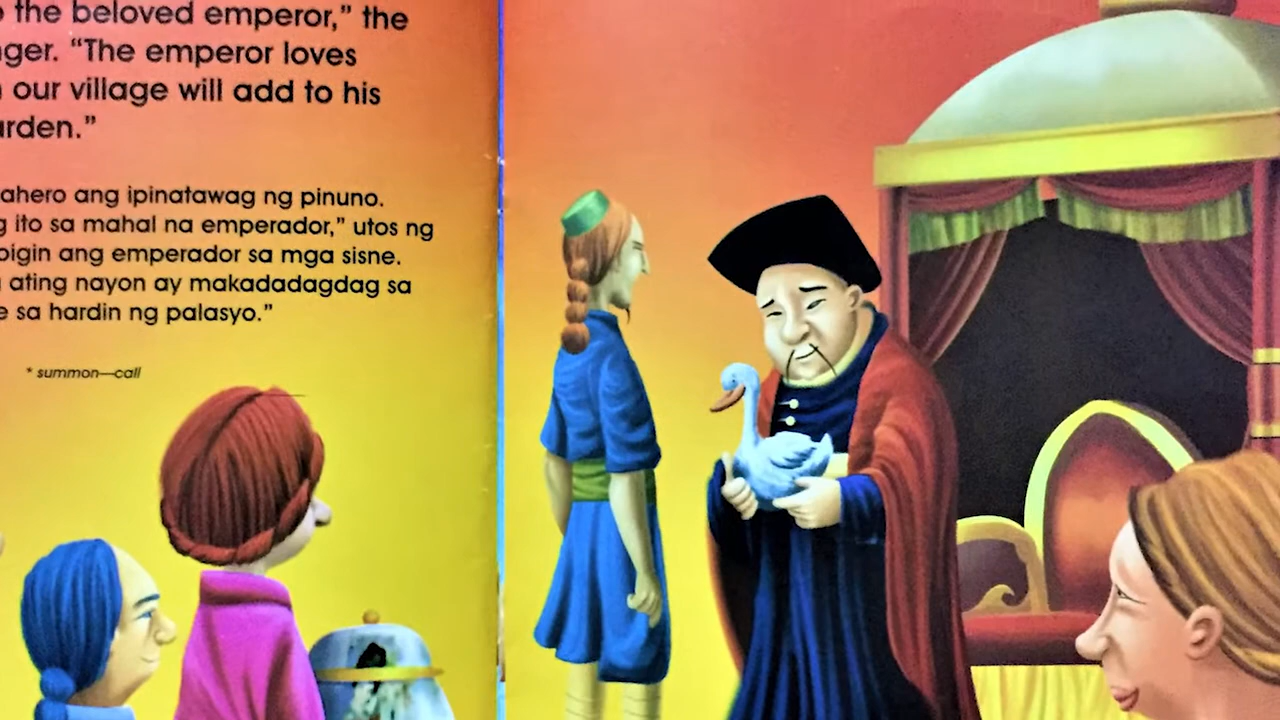 the beloved emperor,” the
“The emperor loves
our village will add to his
ang ipinatawag ng pinuno.
ito sa mahal na emperador,” utos ng
ang emperador sa mga sisne.
ating nayon ay makadadagdag sa
sa hardin ng palasyo.”
* summon—call